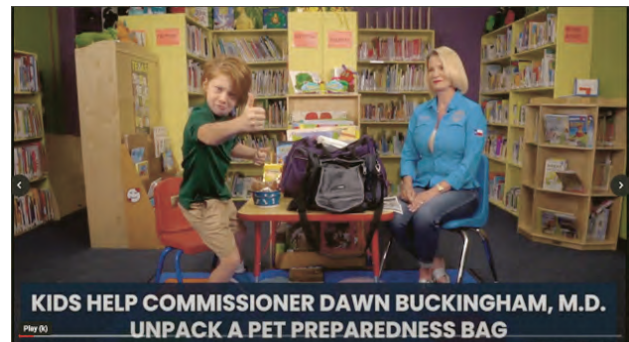 KIDS HELP COMMISSIONER DAWN BUCKINGHAM, M.D.
Play (k)
UNPACK A PET PREPAREDNESS BAG